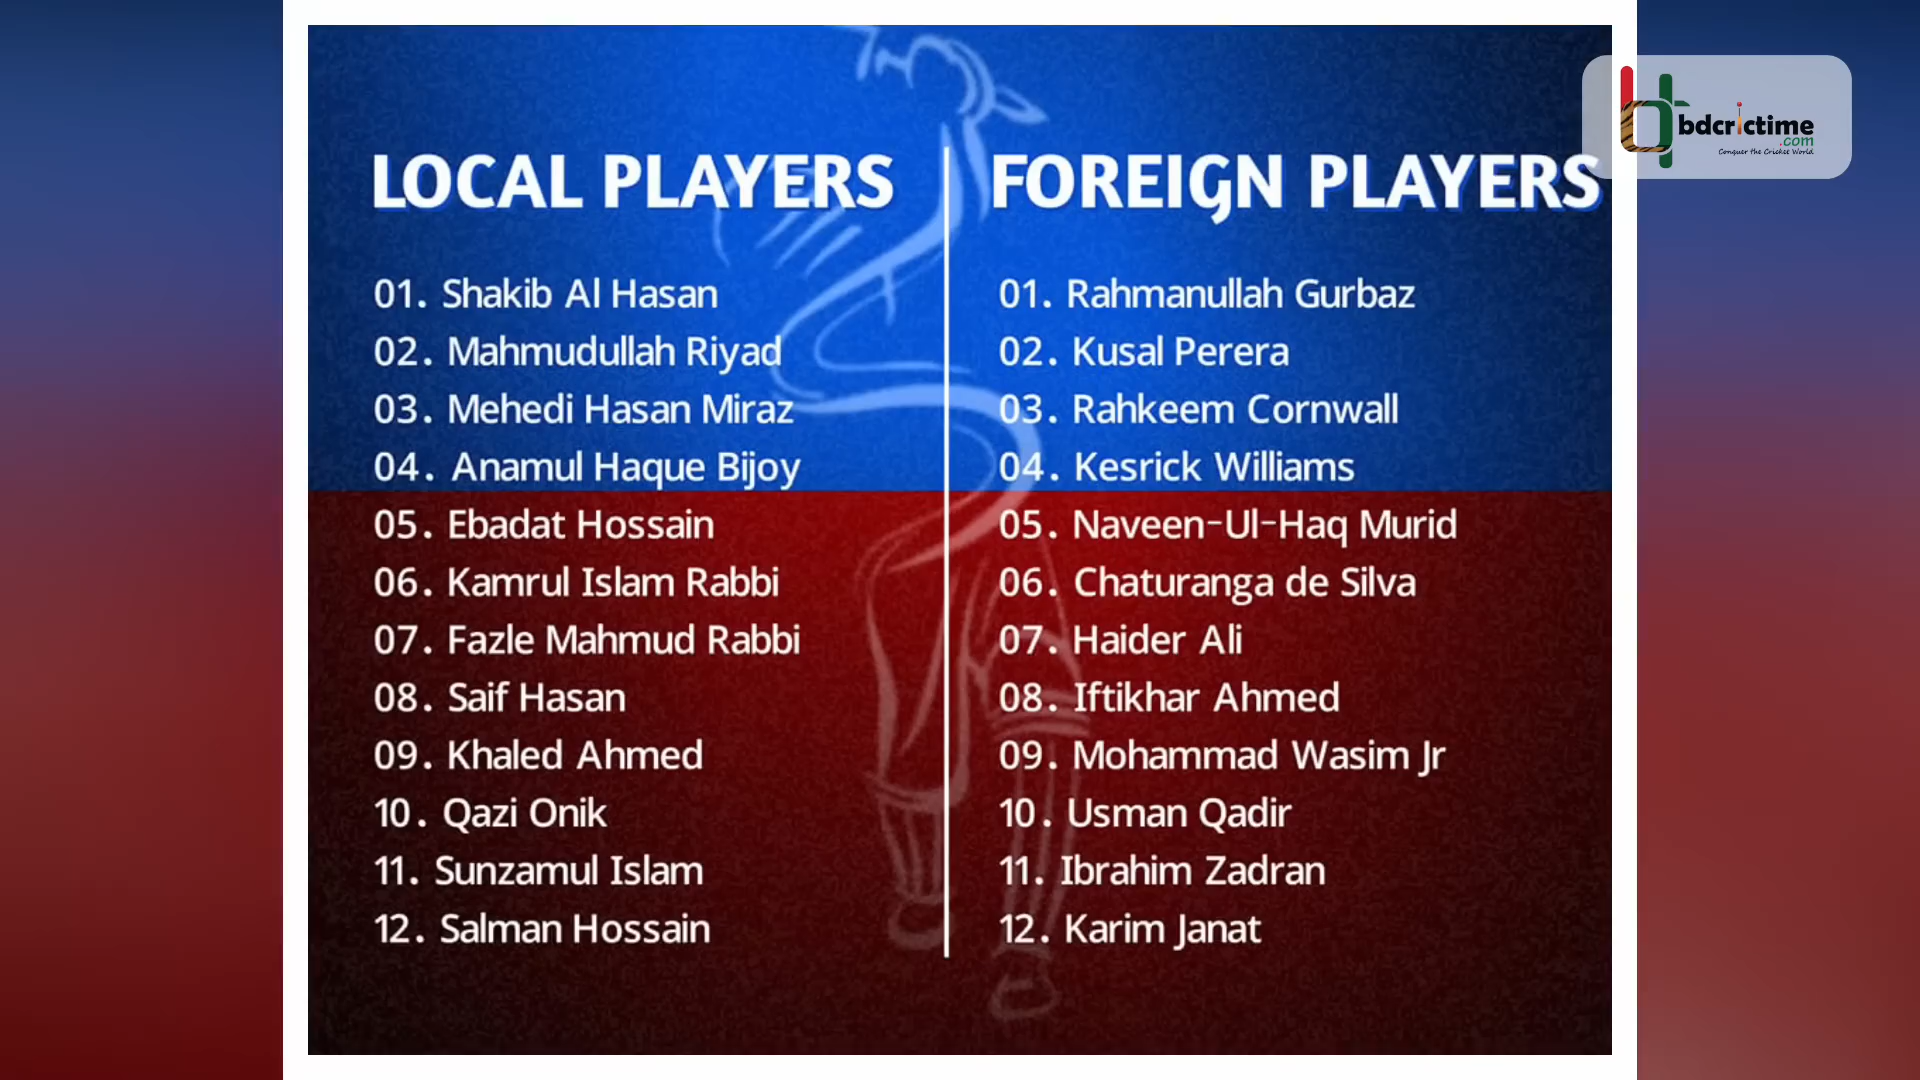 bdcrictime
.com
Conquer the Cricket World
LOCAL PLAYERS
01. Shakib Al Hasan
02. Mahmudullah Riyad
03. Mehedi Hasan Miraz
04. Anamul Haque Bijoy
05. Ebadat Hossain
06. Kamrul Islam Rabbi
07. Fazle Mahmud Rabbi
08. Saif Hasan
09. Khaled Ahmed
10. Qazi Onik
11. Sunzamul Islam
12. Salman Hossain
FOREIGN PLAYERS
01. Rahmanullah Gurbaz
02. Kusal Perera
03. Rahkeem Cornwall
04. Kesrick Williams
05. Naveen-Ul-Haq Murid
06. Chaturanga de Silva
07. Haider Ali
08. Iftikhar Ahmed
09. Mohammad Wasim Jr
10. Usman Qadir
11. Ibrahim Zadran
12. Karim Janat